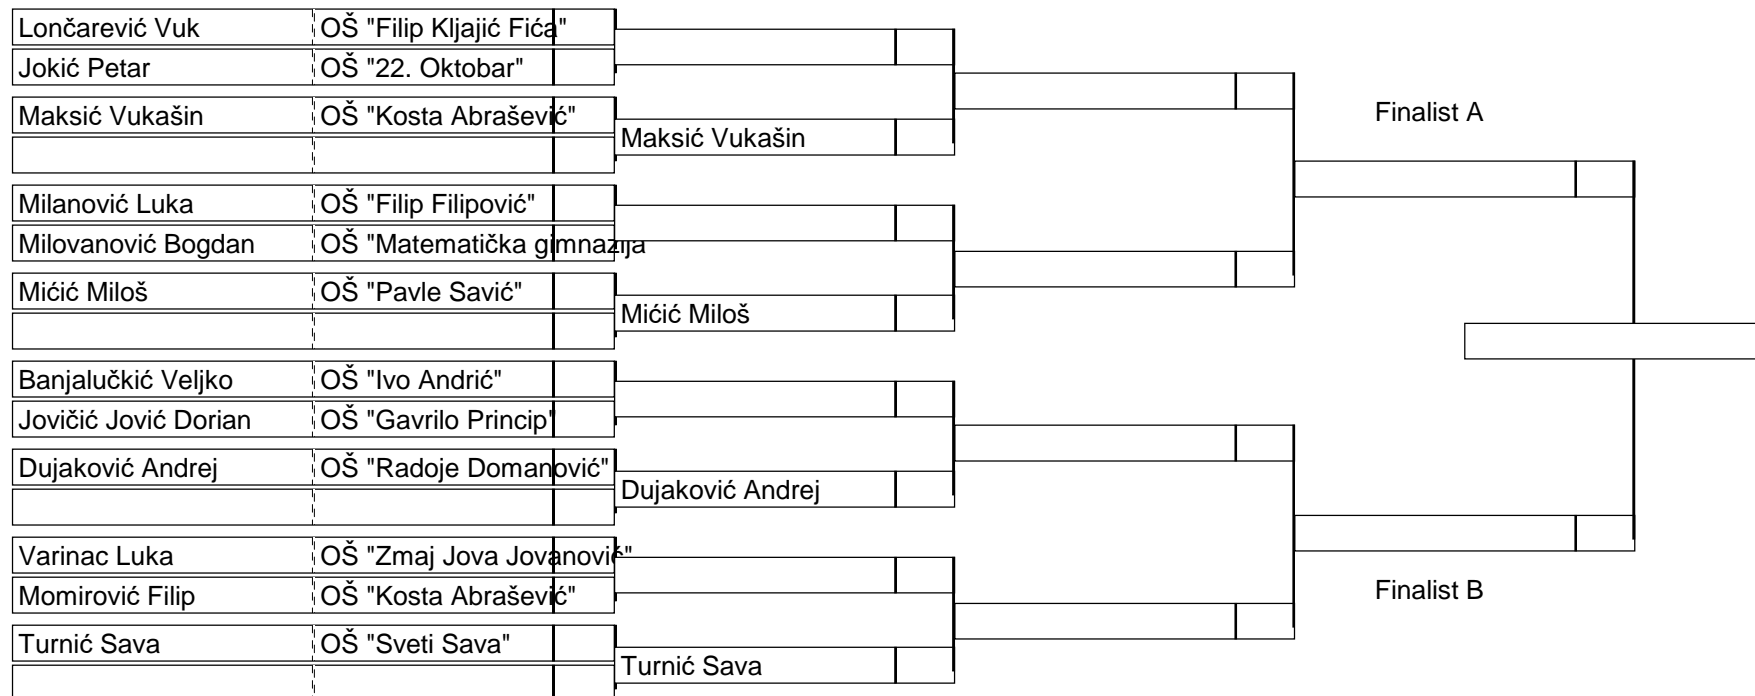 Lončarević Vuk OŠ "Filip Kljajić Fića"
Jokić Petar OŠ "22. Oktobar"
Finalist A
Maksić Vukašin OŠ "Kosta Abrašević"
Maksić Vukašin
Milanović Luka OŠ "Filip Filipović"
Milovanović Bogdan OŠ "Matematička gimnazija
Mićić Miloš OŠ "Pavle Savić"
Mićić Miloš
Banjalučkić Veljko OŠ "Ivo Andrić"
Jovičić Jović Dorian OŠ "Gavrilo Princip"
Dujaković Andrej OŠ "Radoje Domanović"
Dujaković Andrej
Varinac Luka OŠ "Zmaj Jova Jovanović"
Momirović Filip OŠ "Kosta Abrašević"
Finalist B
Turnić Sava OŠ "Sveti Sava"
Turnić Sava